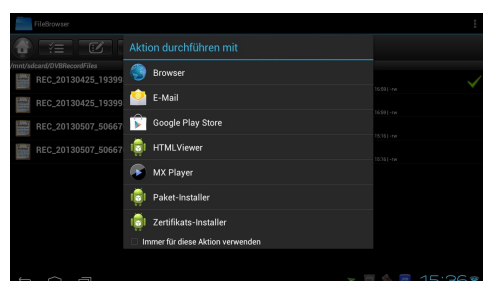 FileBrowser
/mnt/sdcard/DVBRecordFiles
REC_20130425_19399
REC_20130425_19399
REC_20130507_50667
REC_20130507_50667
Aktion durchführen mit
Browser
E-Mail
Google Play Store
HTMLViewer
MX Player
Paket-Installer
Zertifikats-Installer
Immer für diese Aktion verwenden
15:36